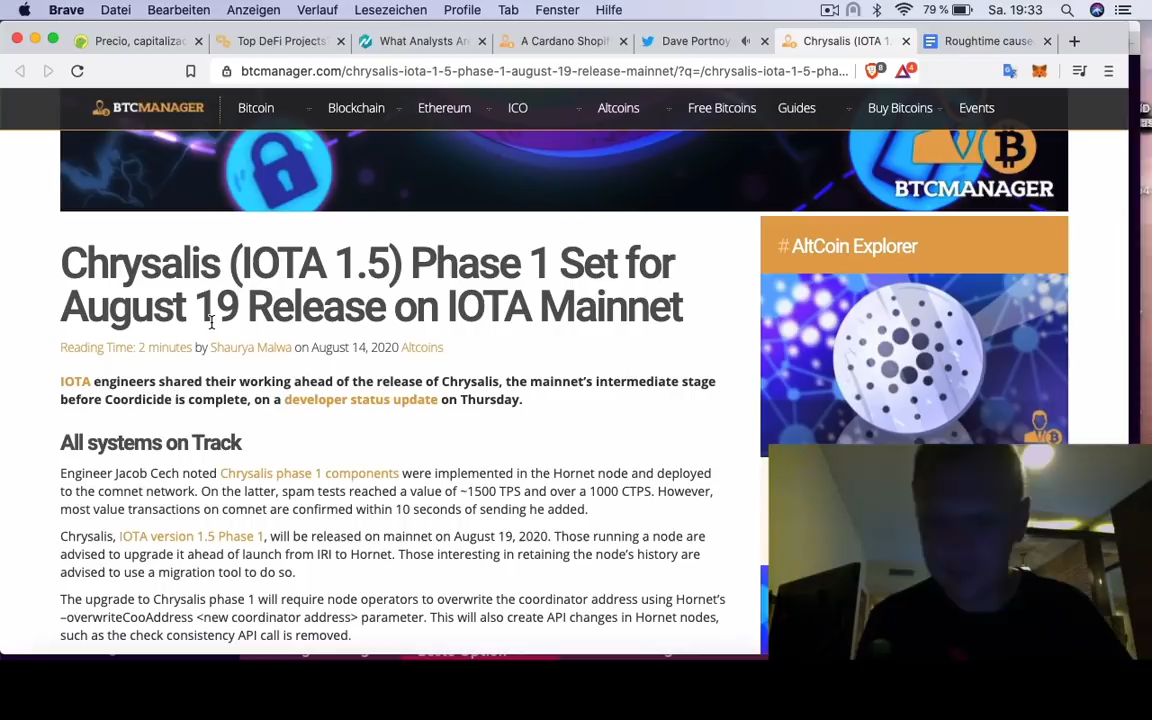 Brave Datei Bearbeiten Anzeigen Verlauf Lesezeichen Profile Tab Fenster Hilfe 79 % Sa. 19:33
Precio, capitalizac Top DeFi Projects' What Analysts Are A Cardano Shopif Dave Portnoy Chrysalis (IOTA 1. Roughtime cause
btcmanager.com/chrysalis-iota-1-5-phase-1-august-19-release-mainnet/?q=/chrysalis-iota-1-5-pha... 8 4
BTCMANAGER Bitcoin Blockchain Ethereum ICO Altcoins Free Bitcoins Guides Buy Bitcoins Events
BTCMANAGER
Chrysalis (IOTA 1.5) Phase 1 Set for
August 19 Release on IOTA Mainnet
Reading Time: 2 minutes by Shaurya Malwa on August 14, 2020 Altcoins
IOTA engineers shared their working ahead of the release of Chrysalis, the mainnet's intermediate stage
before Coordicide is complete, on a developer status update on Thursday.
All systems on Track
Engineer Jacob Cech noted Chrysalis phase 1 components were implemented in the Hornet node and deployed
to the comnet network. On the latter, spam tests reached a value of ~1500 TPS and over a 1000 CTPS. However,
most value transactions on comnet are confirmed within 10 seconds of sending he added.
Chrysalis, IOTA version 1.5 Phase 1, will be released on mainnet on August 19, 2020. Those running a node are
advised to upgrade it ahead of launch from IRI to Hornet. Those interesting in retaining the node's history are
advised to use a migration tool to do so.
The upgrade to Chrysalis phase 1 will require node operators to overwrite the coordinator address using Hornet's
–overwriteCooAddress <new coordinator address> parameter. This will also create API changes in Hornet nodes,
such as the check consistency API call is removed.
#AltCoin Explorer